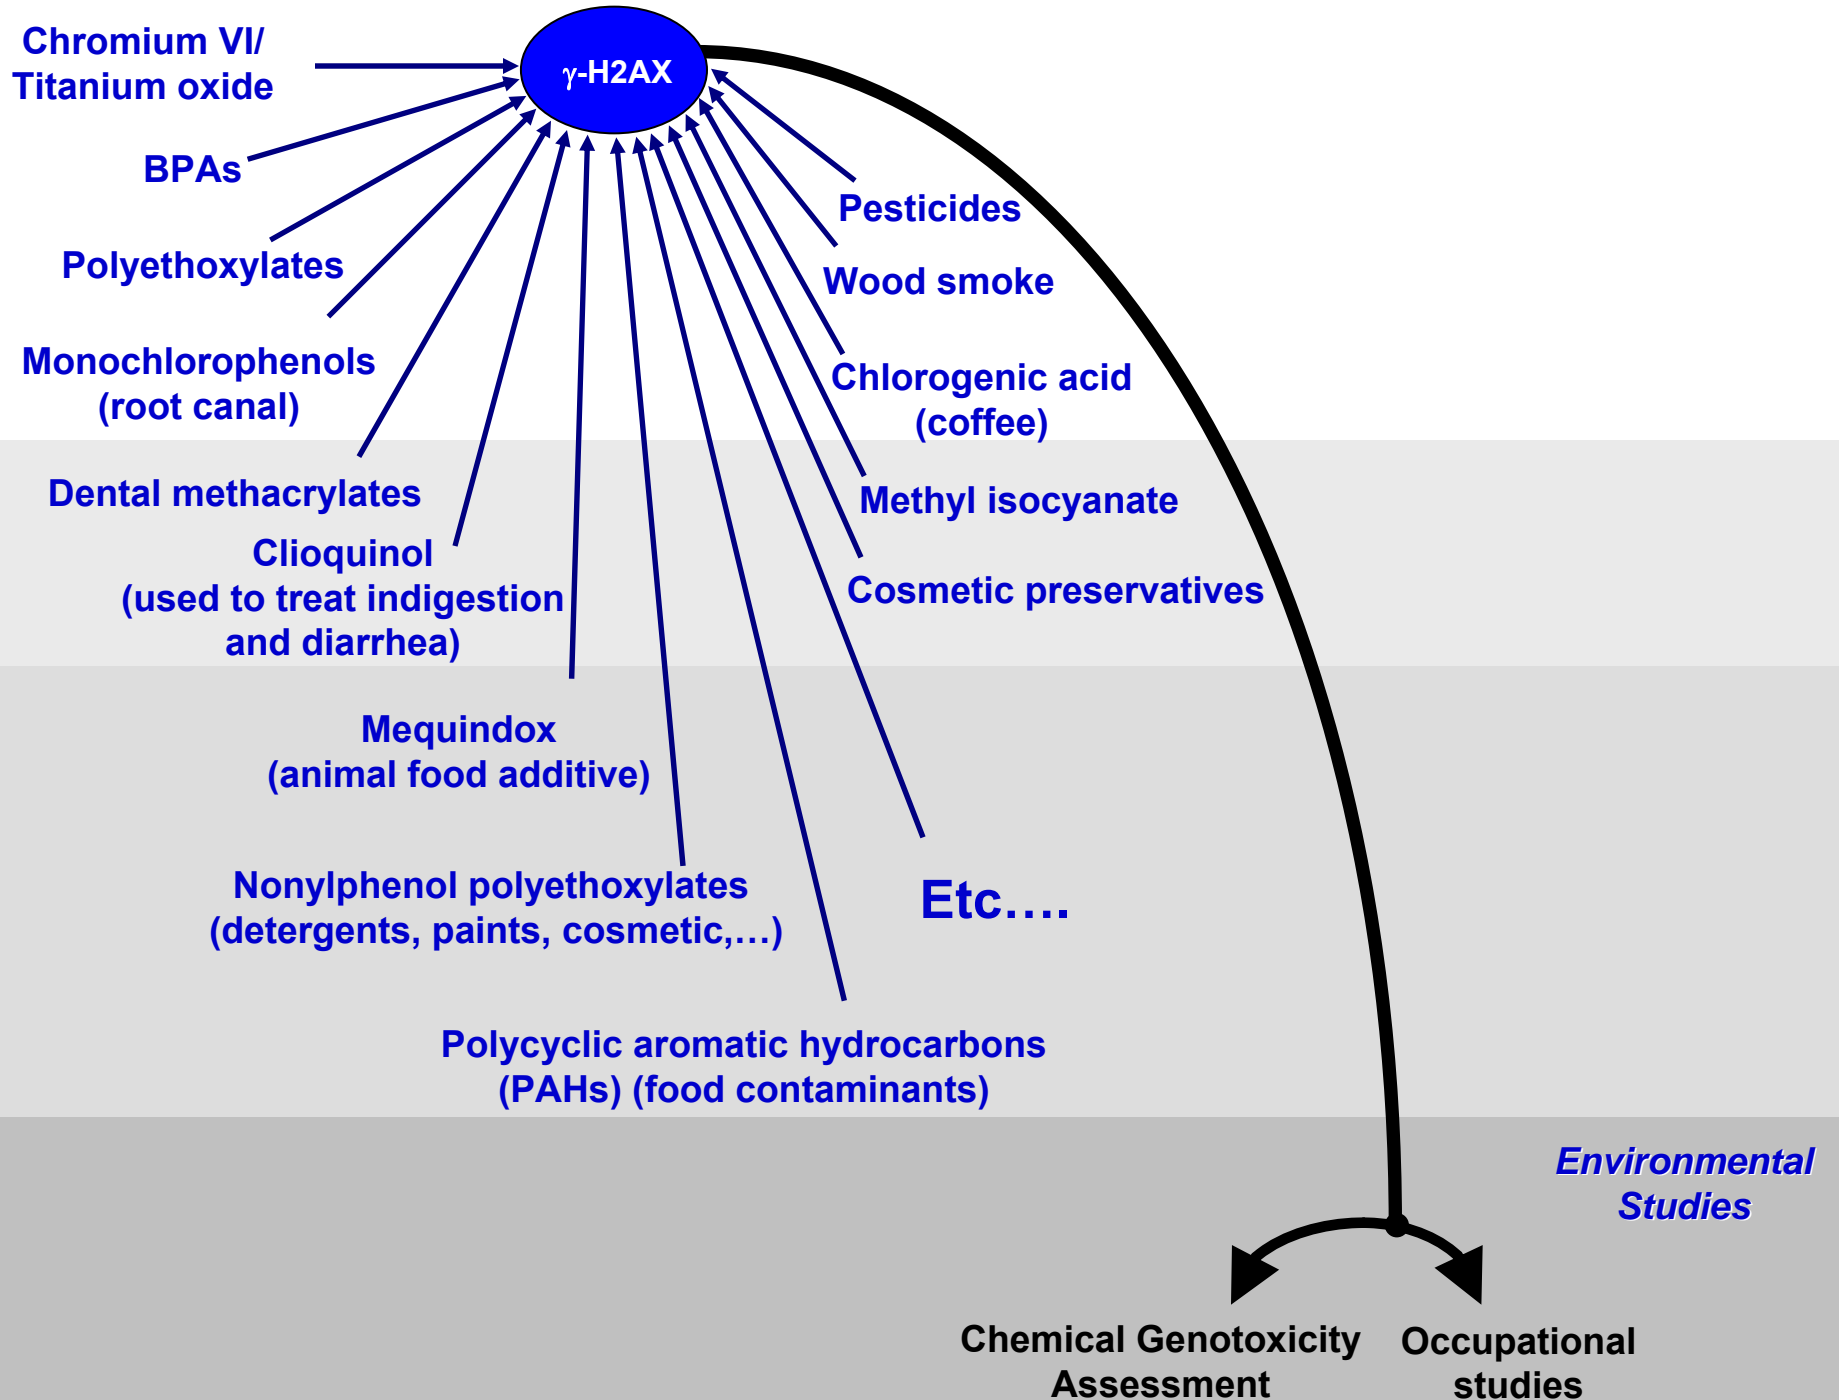 Chromium VI/
Titanium oxide
γ-H2AX
BPAs
Pesticides
Polyethoxylates
Wood smoke
Monochlorophenols
(root canal)
Chlorogenic acid
(coffee)
Dental methacrylates
Methyl isocyanate
Clioquinol
(used to treat indigestion
and diarrhea)
Cosmetic preservatives
Mequindox
(animal food additive)
Nonylphenol polyethoxylates
(detergents, paints, cosmetic,…)
Etc….
Polycyclic aromatic hydrocarbons
(PAHs) (food contaminants)
Environmental
Studies
Chemical Genotoxicity
Assessment
Occupational
studies